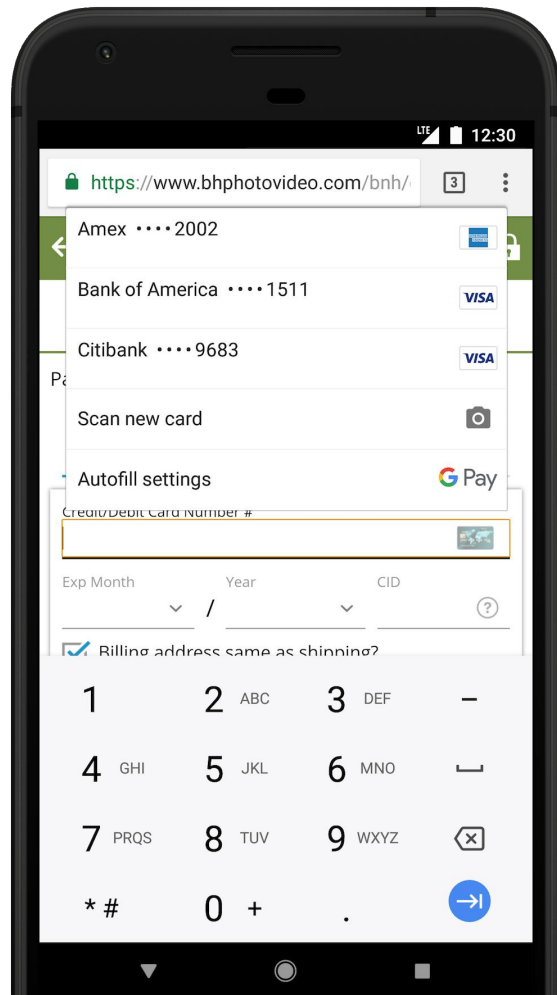 LTE 12:30
https://www.bhphotovideo.com/bnh/ 3
Amex ････2002
Bank of America ････1511
VISA
Citibank ････9683
VISA
Pa
Scan new card
Autofill settings G Pay
Credit/Debit Card Number #
Exp Month Year CID
/ ?
Billing address same as shipping?
1 2 ABC 3 DEF –
4 GHI 5 JKL 6 MNO
7 PRQS 8 TUV 9 WXYZ
* # 0 + .